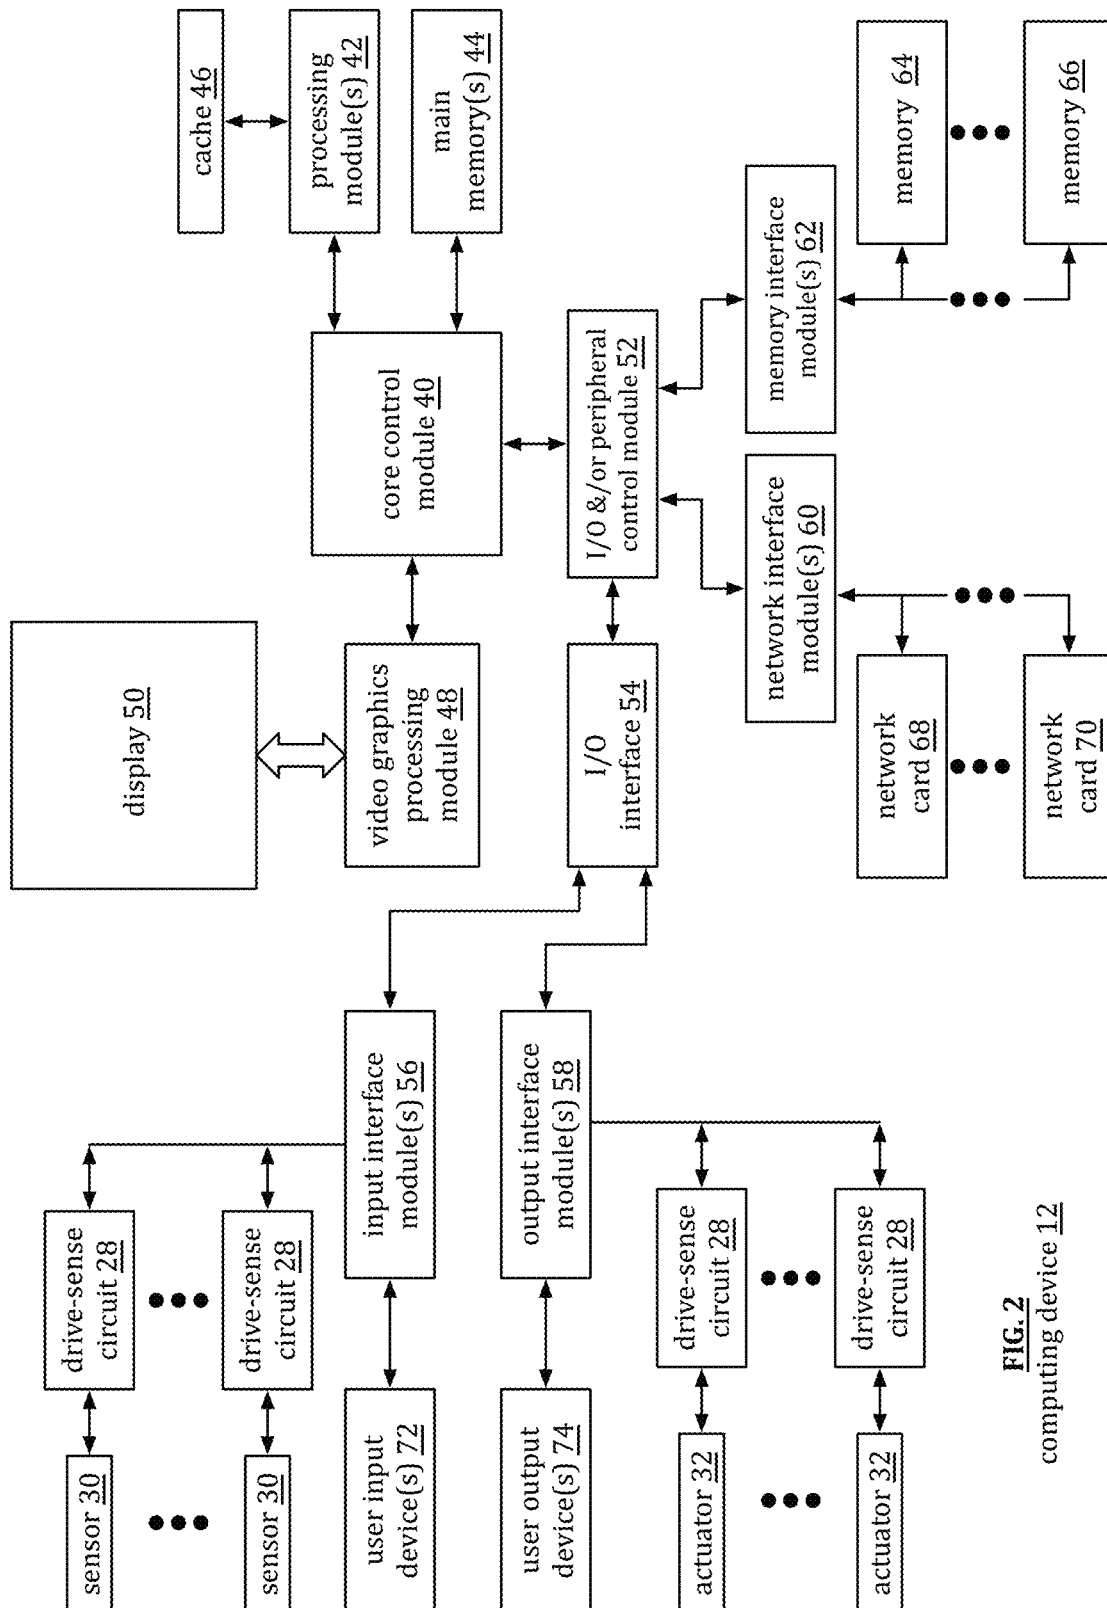 sensor 30
drive-sense
circuit 28
display 50
cache 46
sensor 30
drive-sense
circuit 28
processing
module(s) 42
user input
device(s) 72
input interface
module(s) 56
video graphics
processing
module 48
core control
module 40
main
memory(s) 44
user output
device(s) 74
output interface
module(s) 58
I/O
interface 54
I/O &/or peripheral
control module 52
actuator 32
drive-sense
circuit 28
network interface
module(s) 60
memory interface
module(s) 62
actuator 32
drive-sense
circuit 28
network
card 68
memory 64
network
card 70
memory 66
FIG. 2
computing device 12